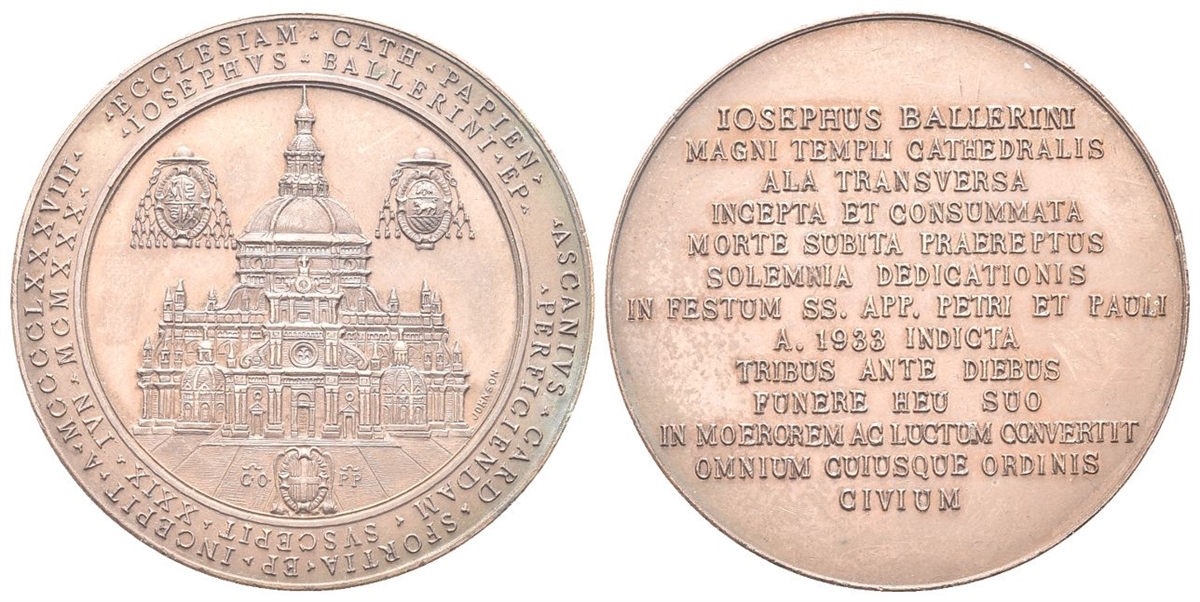 ECCLESIAM CATH PAPIEN ASCANIVS CARD SFORTIA EP INCEPIT A MCCCCLXXXVIII
IOSEPHVS BALLERINI EP PERFICIENDAM SVSCEPIT XXIX IVN MCMXXX
JOHNSON
CO PP
IOSEPHUS BALLERINI
MAGNI TEMPLI CATHEDRALIS
ALA TRANSVERSA
INCEPTA ET CONSUMMATA
MORTE SUBITA PRAEREPTUS
SOLEMNIA DEDICATIONIS
IN FESTUM SS. APP. PETRI ET PAULI
A. 1933 INDICTA
TRIBUS ANTE DIEBUS
FUNERE HEU SUO
IN MOEROREM AC LUCTUM CONVERTIT
OMNIUM CUIUSQUE ORDINIS
CIVIUM